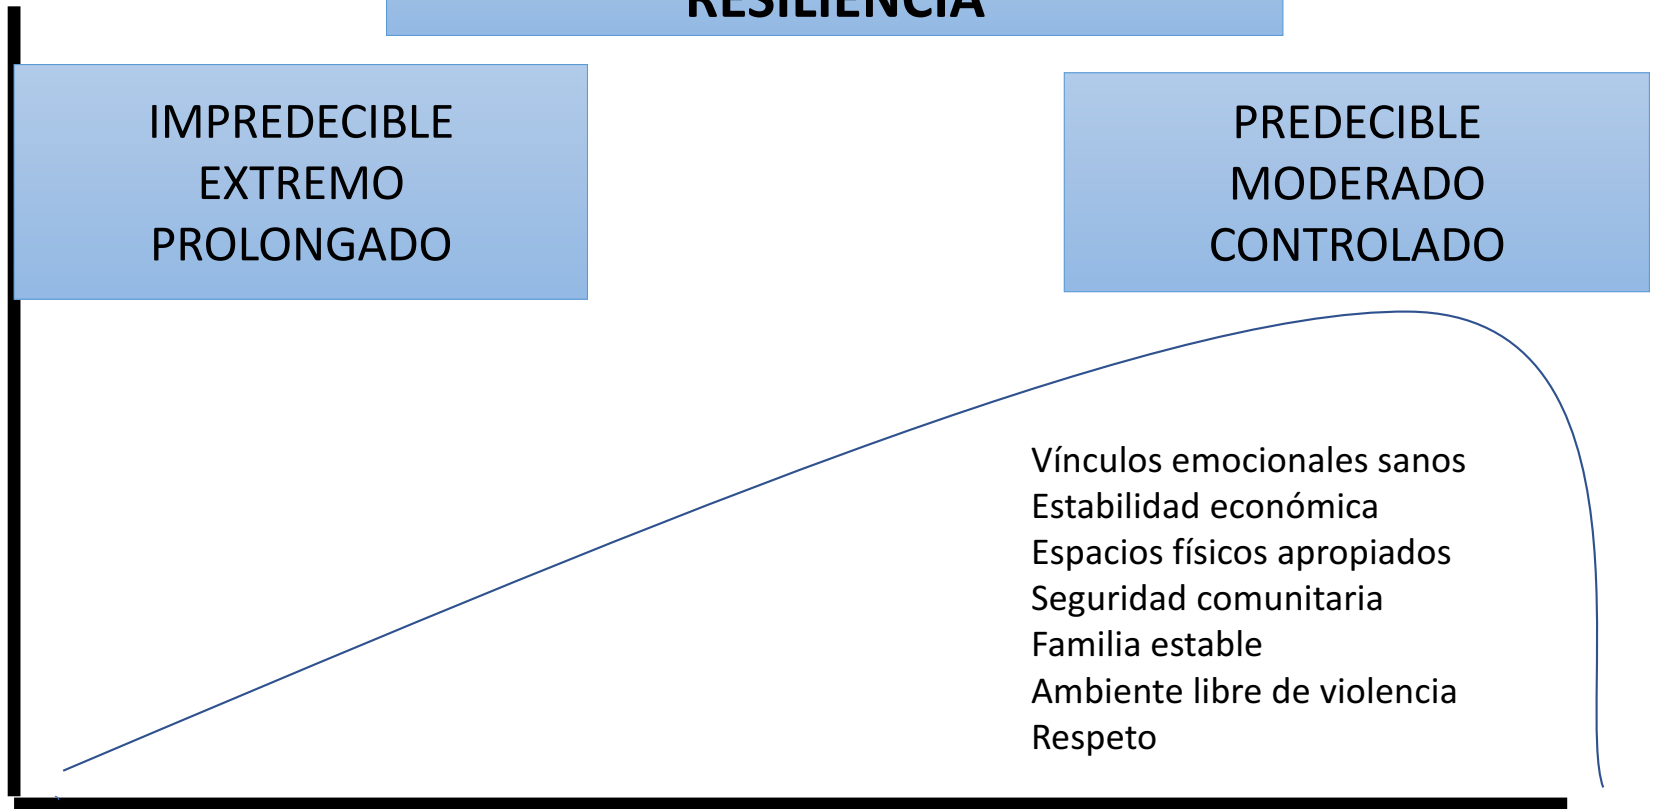 RESILIENCIA
IMPREDECIBLE
EXTREMO
PROLONGADO
PREDECIBLE
MODERADO
CONTROLADO
Vínculos emocionales sanos
Estabilidad económica
Espacios físicos apropiados
Seguridad comunitaria
Familia estable
Ambiente libre de violencia
Respeto